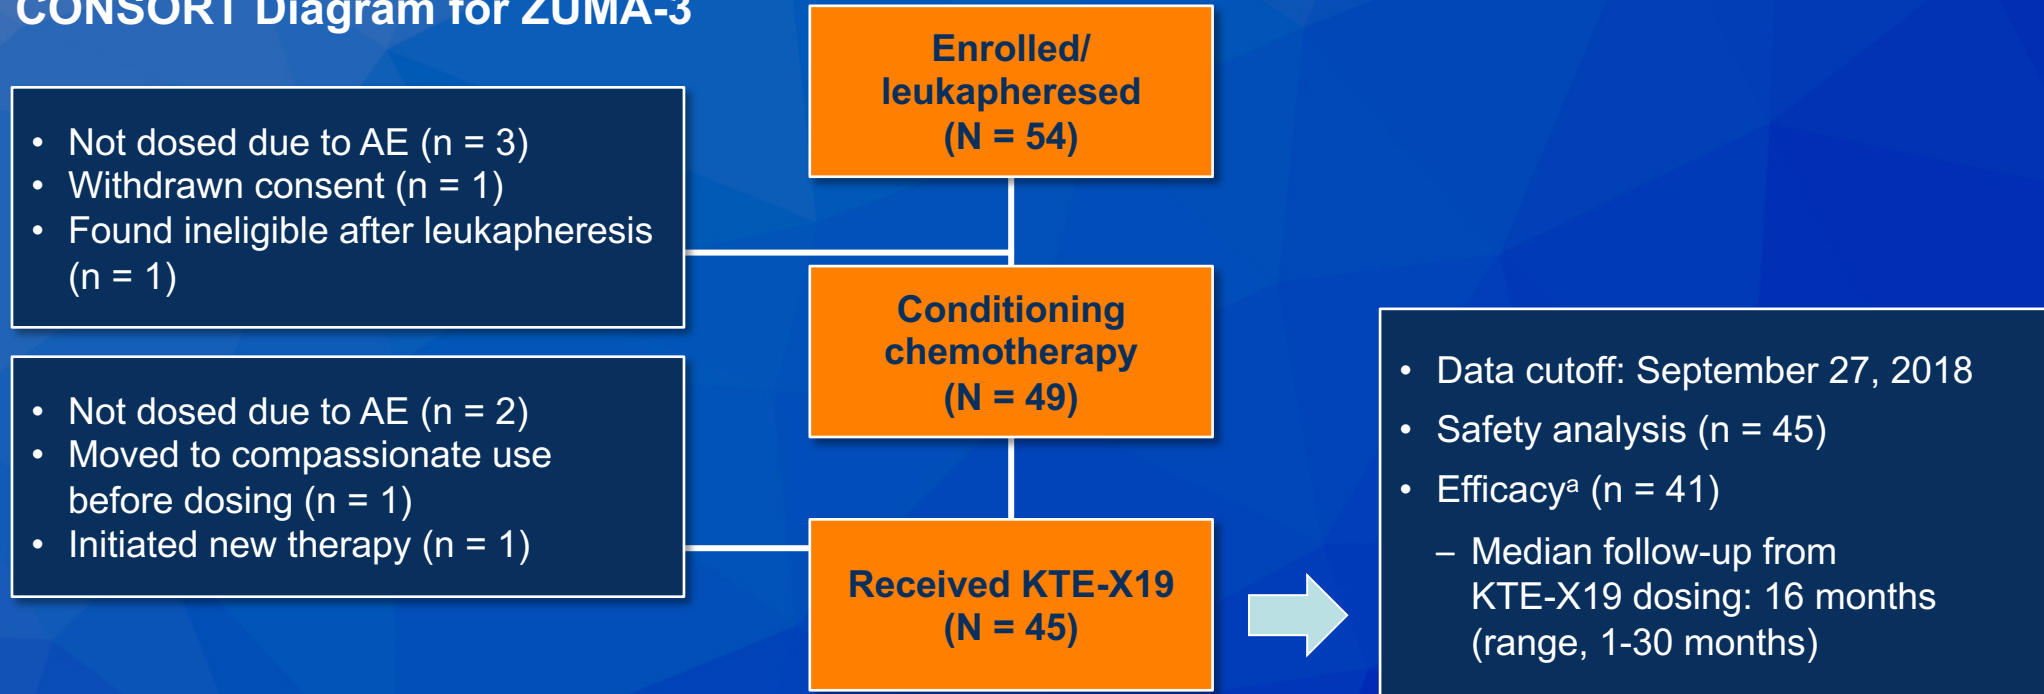 CONSORT Diagram for ZUMA-3
Enrolled/
leukapheresed
(N = 54)
• Not dosed due to AE (n = 3)
• Withdrawn consent (n = 1)
• Found ineligible after leukapheresis
(n = 1)
Conditioning
chemotherapy
(N = 49)
• Not dosed due to AE (n = 2)
• Moved to compassionate use
before dosing (n = 1)
• Initiated new therapy (n = 1)
Received KTE-X19
(N = 45)
• Data cutoff: September 27, 2018
• Safety analysis (n = 45)
• Efficacyᵃ (n = 41)
– Median follow-up from
KTE-X19 dosing: 16 months
(range, 1-30 months)